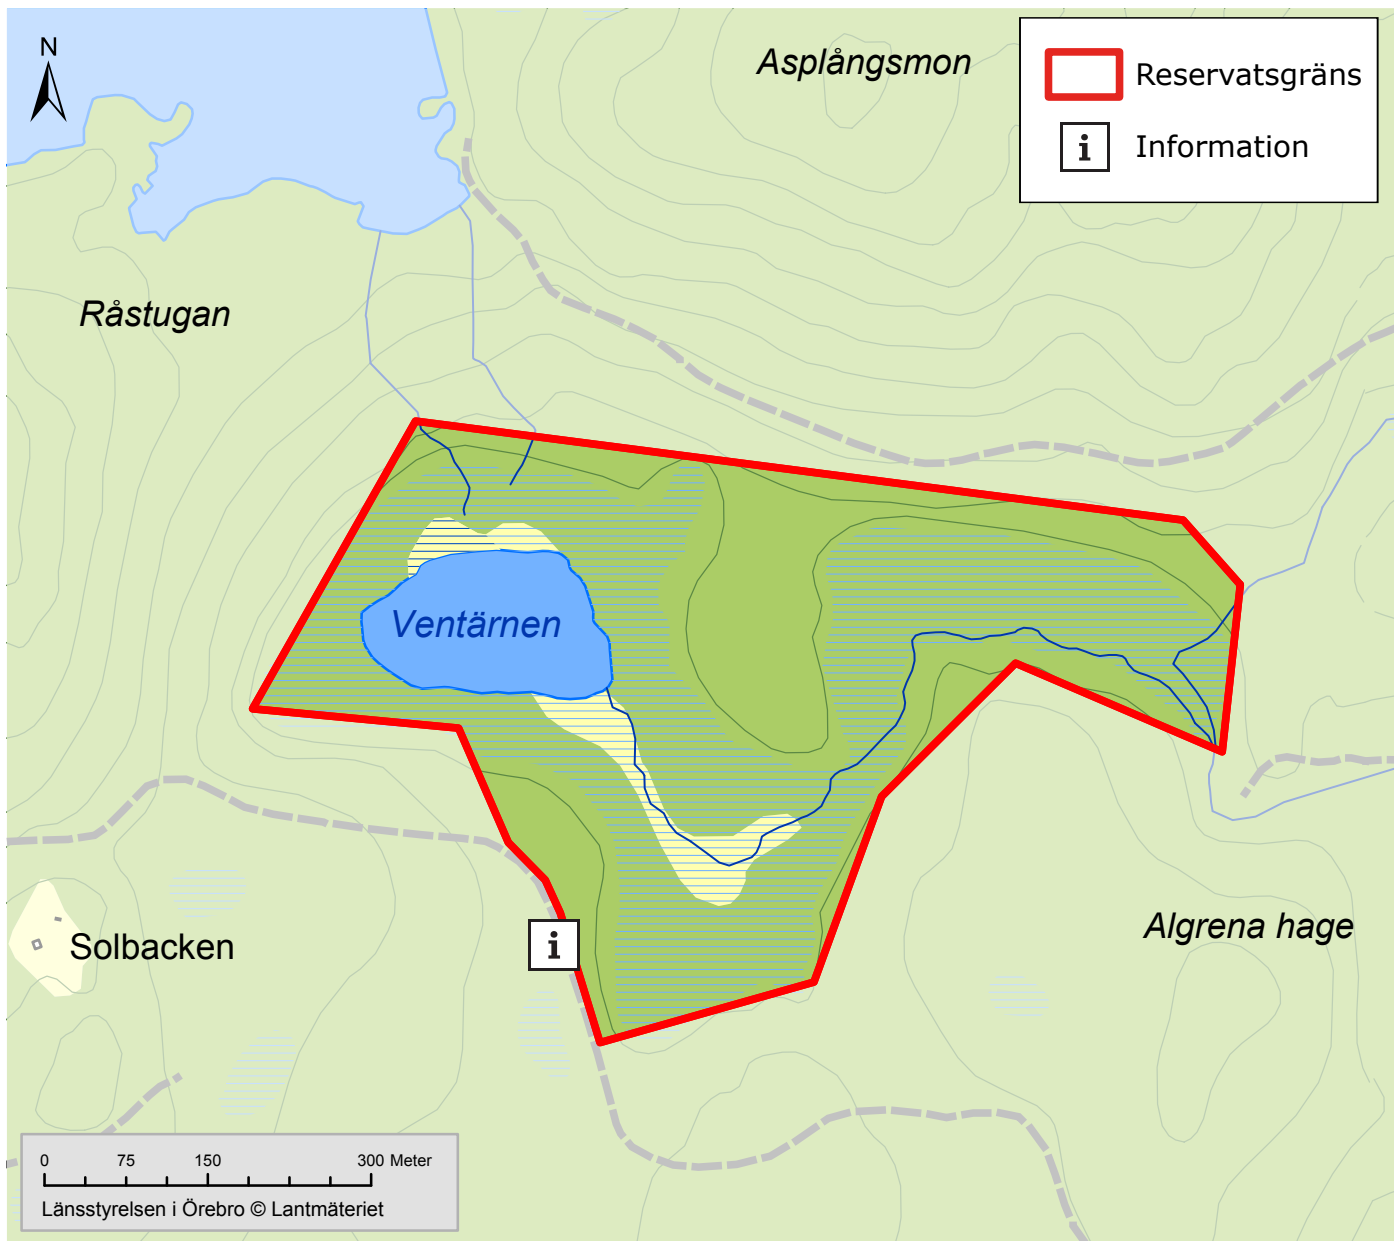 N
Asplångsmon
Reservatsgräns
i Information
Råstugan
Ventärnen
Algrena hage
Solbacken
i
0 75 150 300 Meter
Länsstyrelsen i Örebro © Lantmäteriet